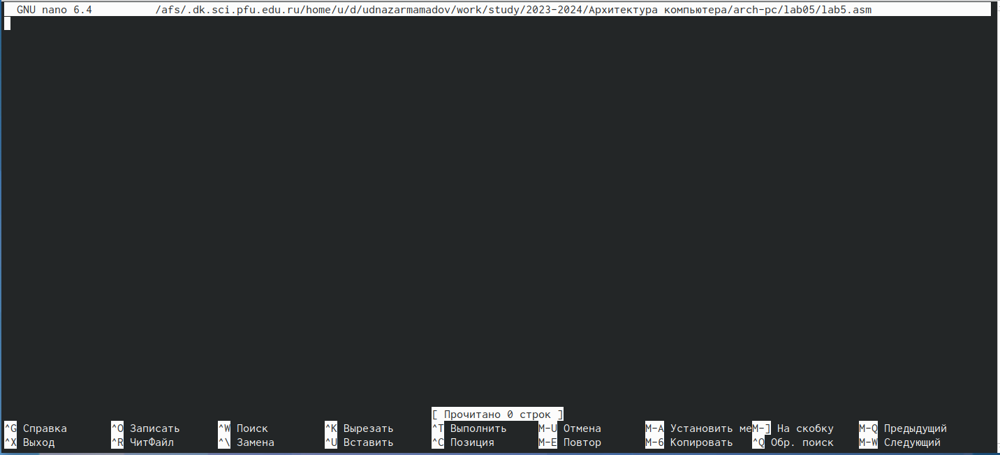 GNU nano 6.4 /afs/.dk.sci.pfu.edu.ru/home/u/d/udnazarmamadov/work/study/2023-2024/Архитектура компьютера/arch-pc/lab05/lab5.asm
[ Прочитано 0 строк ]
^G Справка ^O Записать ^W Поиск ^K Вырезать ^T Выполнить M-U Отмена M-A Установить меM-] На скобку M-Q Предыдущий
^X Выход ^R ЧитФайл ^\ Замена ^U Вставить ^C Позиция M-E Повтор M-6 Копировать ^Q Обр. поиск M-W Следующий